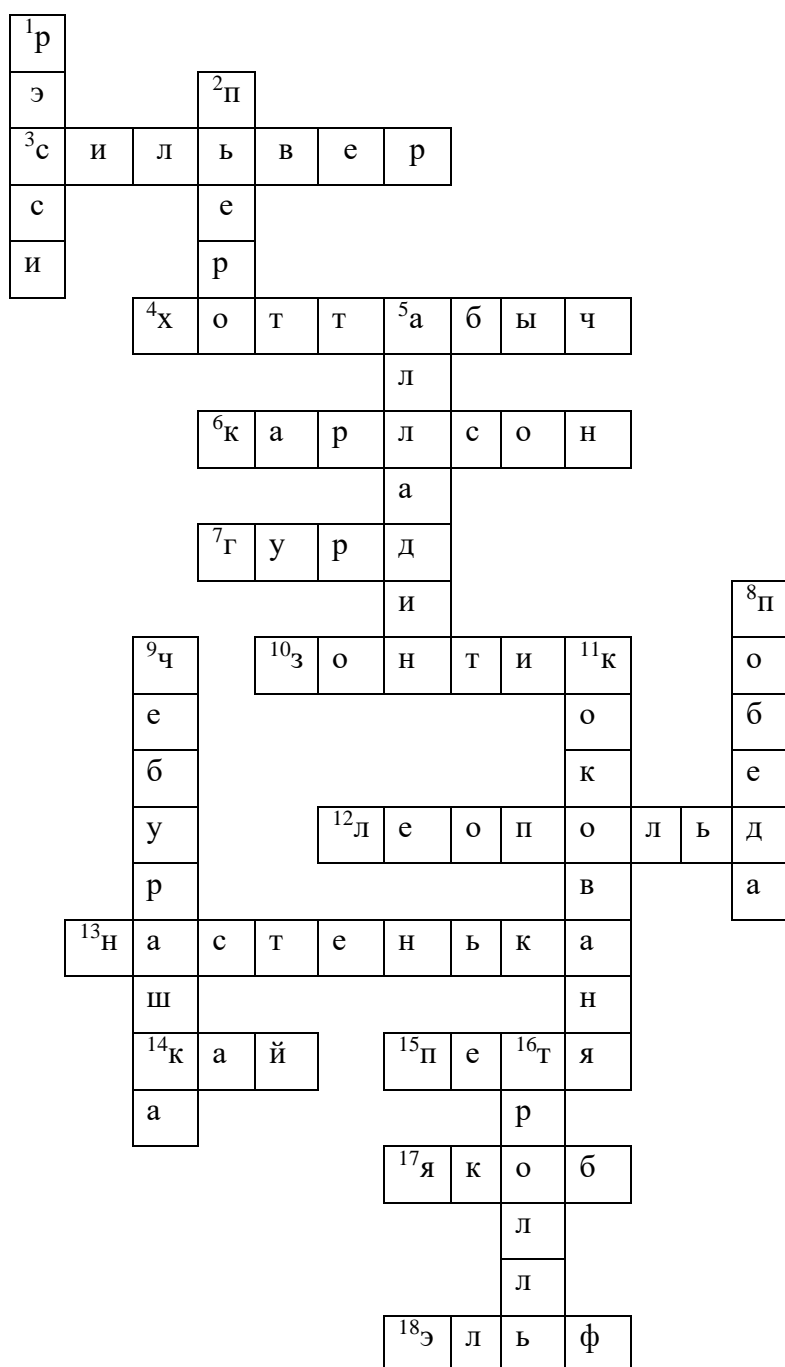 1р
э 2п
3с и л ь в е р
с е
и р
4х о т т 5а б ы ч
л
6к а р л с о н
а
7г у р д
и 8п
9ч 10з о н т и 11к о
е о б
б к е
у 12л е о п о л ь д
р в а
13н а с т е н ь к а
ш н
14к а й 15п е 16т я
а р
17я к о б
л
л
18э л ь ф